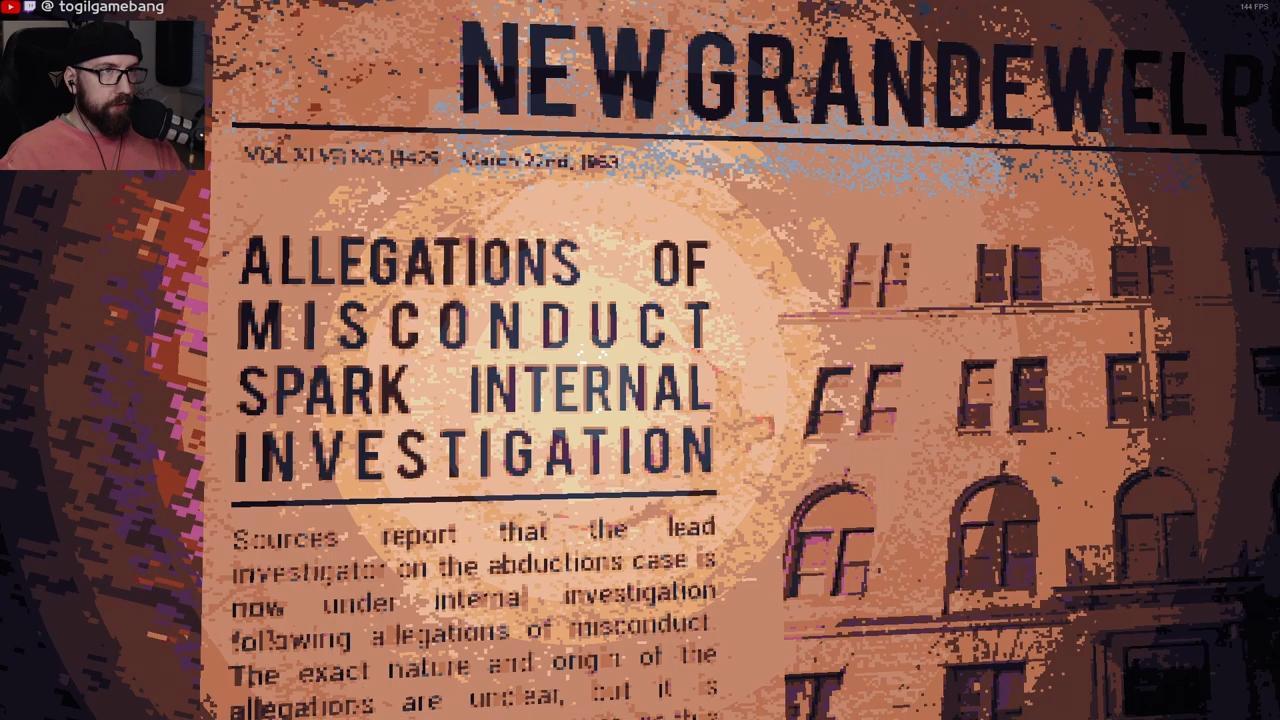 @ togilgamebang
144 FPS
NEW GRANDEWEL P
March 22nd, 1963
ALLEGATIONS OF
MISCONDUCT
SPARK INTERNAL
INVESTIGATION
Sources report that the lead
investigator on the abductions case is
now under internal investigation
following allegations of misconduct
The exact nature and origin of the
allegations are unclear, but it is